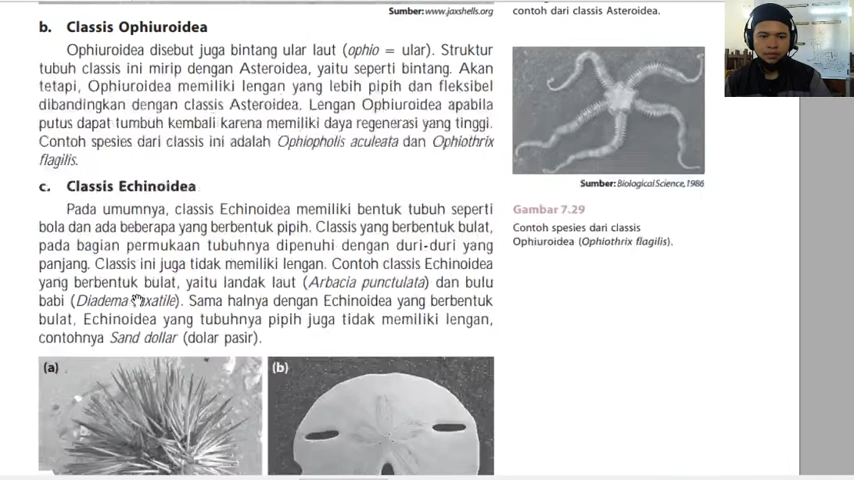 Sumber: www.jaxshells.org
contoh dari classis Asteroidea.
b. Classis Ophiuroidea
Ophiuroidea disebut juga bintang ular laut (ophio = ular). Struktur
tubuh classis ini mirip dengan Asteroidea, yaitu seperti bintang. Akan
tetapi, Ophiuroidea memiliki lengan yang lebih pipih dan fleksibel
dibandingkan dengan classis Asteroidea. Lengan Ophiuroidea apabila
putus dapat tumbuh kembali karena memiliki daya regenerasi yang tinggi.
Contoh spesies dari classis ini adalah Ophiopholis aculeata dan Ophiothrix
flagilis.
c. Classis Echinoidea
Pada umumnya, classis Echinoidea memiliki bentuk tubuh seperti
bola dan ada beberapa yang berbentuk pipih. Classis yang berbentuk bulat,
pada bagian permukaan tubuhnya dipenuhi dengan duri-duri yang
panjang. Classis ini juga tidak memiliki lengan. Contoh classis Echinoidea
yang berbentuk bulat, yaitu landak laut (Arbacia punctulata) dan bulu
babi (Diadema). Sama halnya dengan Echinoidea yang berbentuk
bulat, Echinoidea yang tubuhnya pipih juga tidak memiliki lengan,
contohnya Sand dollar (dolar pasir).
(a)
(b)
Sumber: Biological Science, 1986
Gambar 7.29
Contoh spesies dari classis
Ophiuroidea (Ophiothrix flagilis).